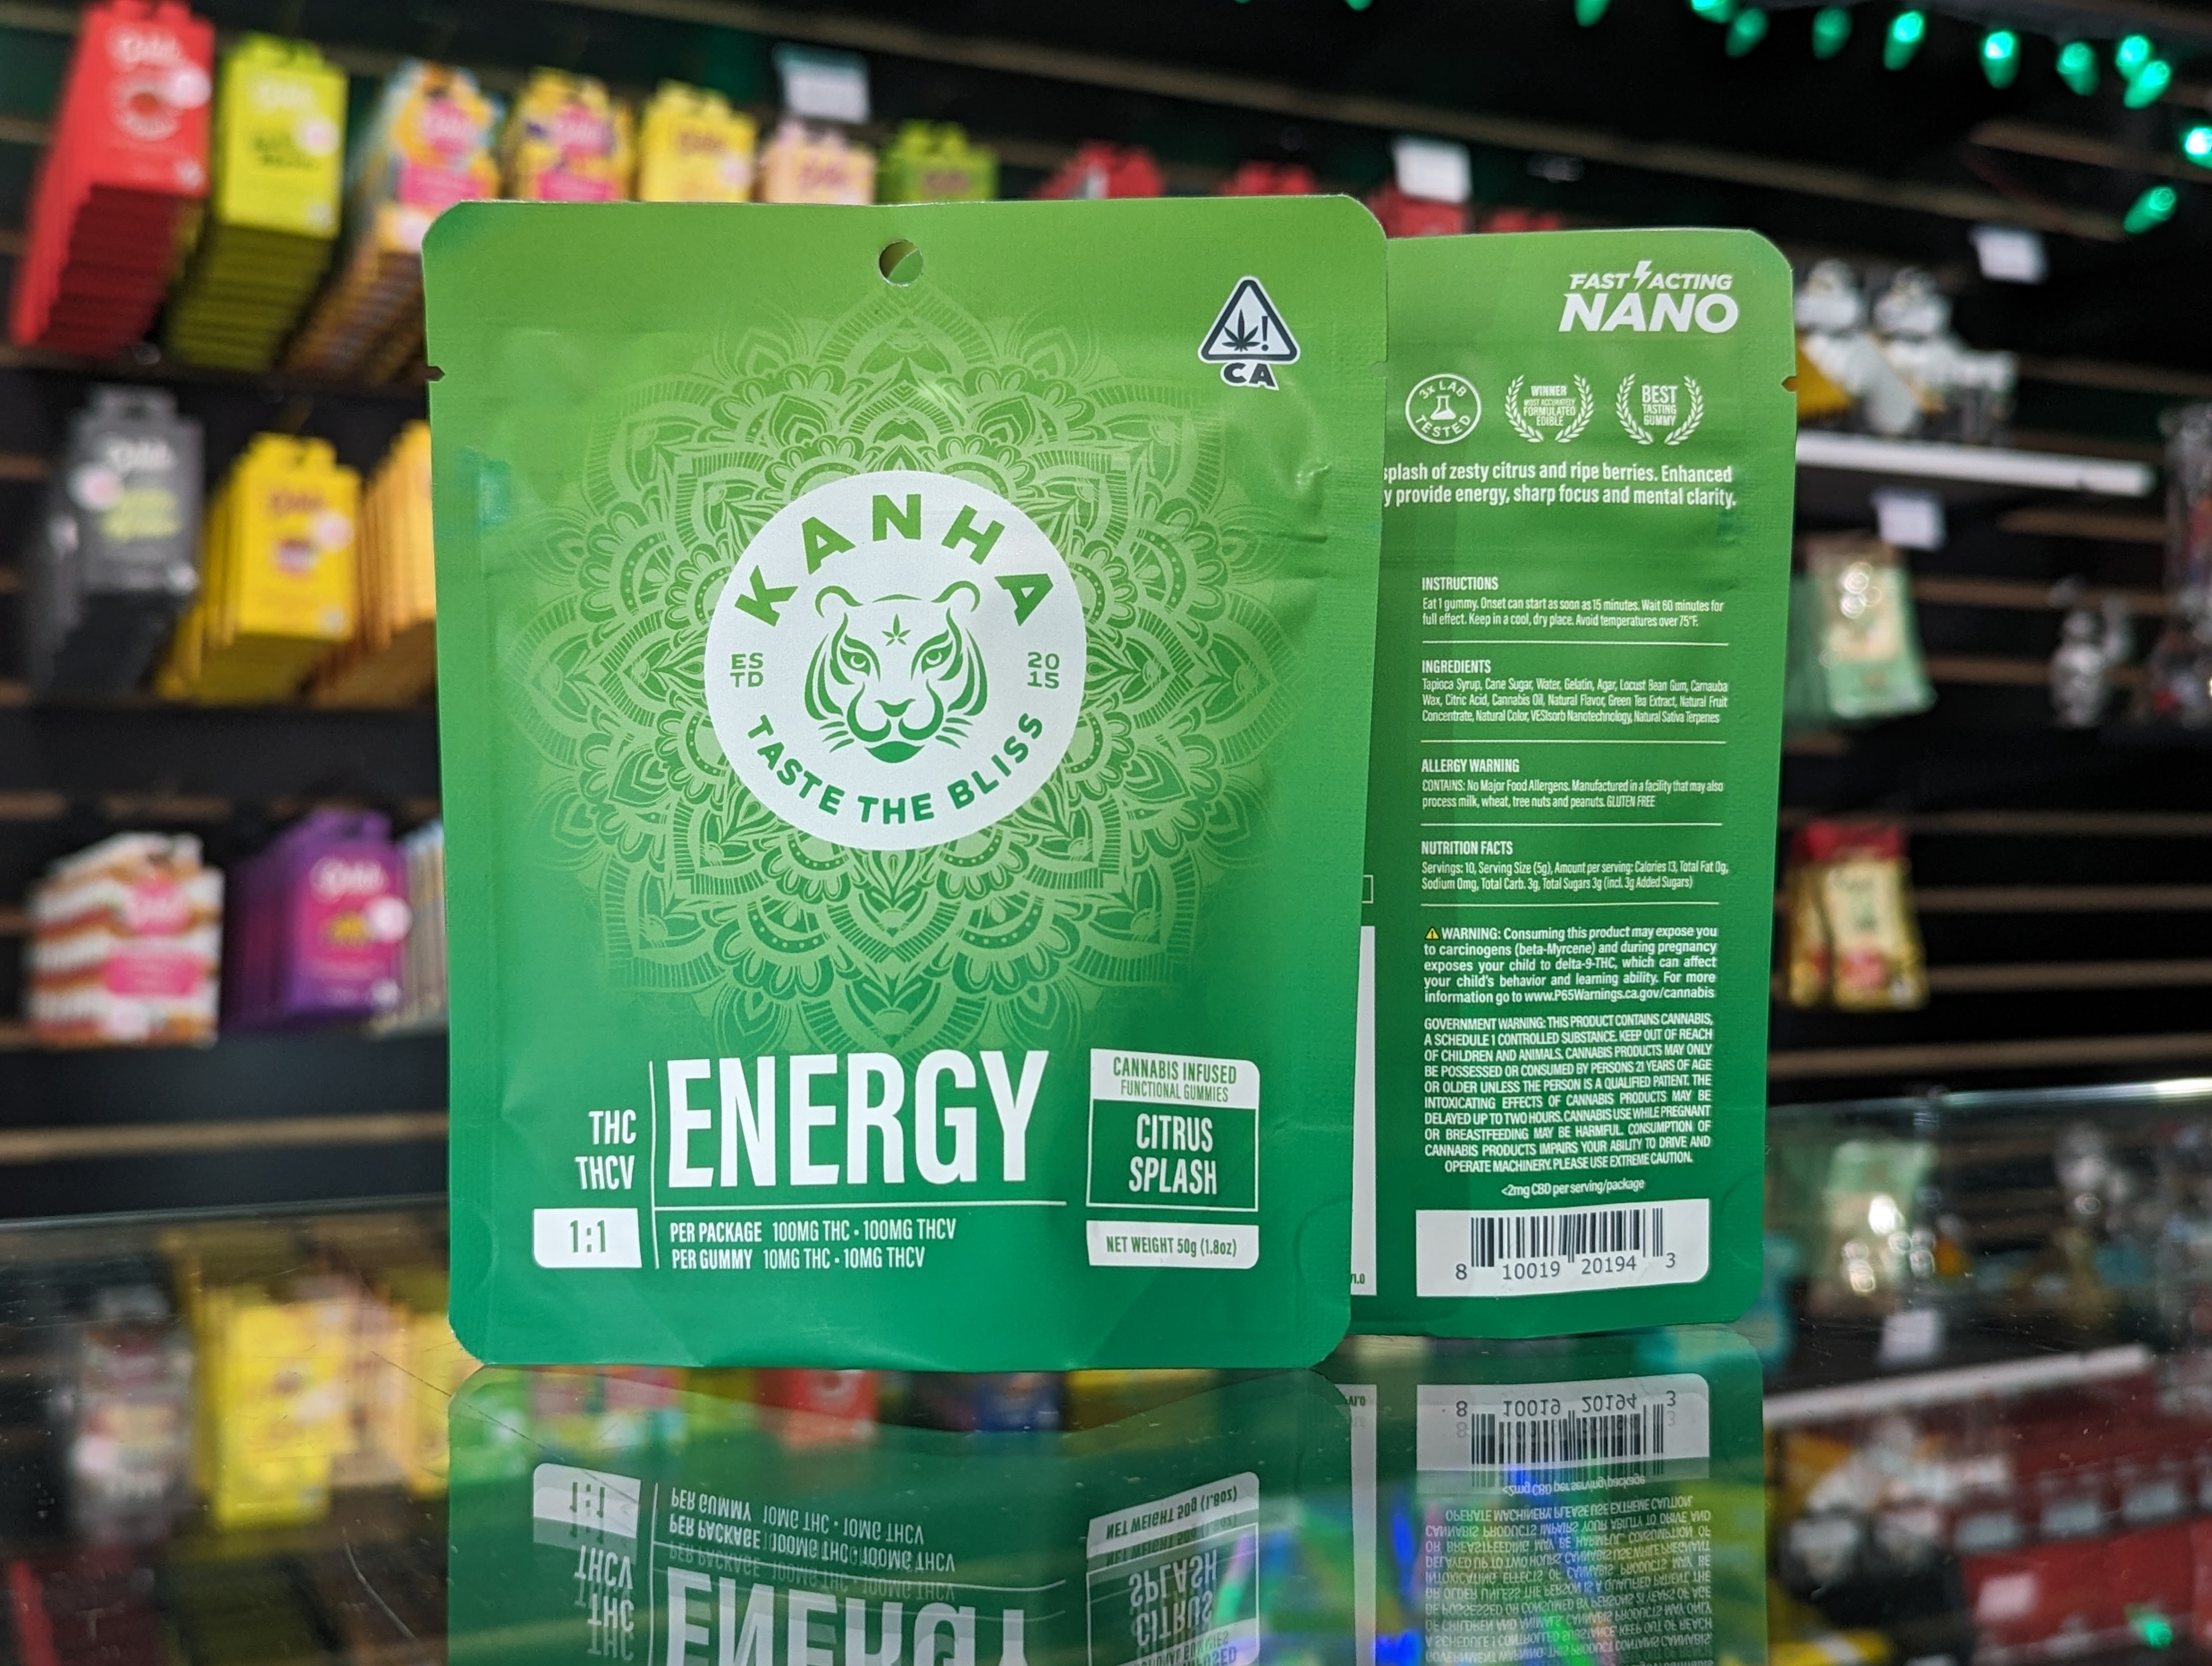 KANHA
ES
TD
20
15
TASTE THE BLISS
CA
THC
THCV
1:1
ENERGY
PER PACKAGE 100MG THC • 100MG THCV
PER GUMMY 10MG THC • 10MG THCV
CANNABIS INFUSED
FUNCTIONAL GUMMIES
CITRUS
SPLASH
NET WEIGHT 50g (1.8oz)
FAST ACTING
NANO
3x LAB
TESTED
WINNER
MOST ACCURATELY
FORMULATED
EDIBLE
BEST
TASTING
GUMMY
splash of zesty citrus and ripe berries. Enhanced
y provide energy, sharp focus and mental clarity.
INSTRUCTIONS
Eat 1 gummy. Onset can start as soon as 15 minutes. Wait 60 minutes for
full effect. Keep in a cool, dry place. Avoid temperatures over 75°F.
INGREDIENTS
Tapioca Syrup, Cane Sugar, Water, Gelatin, Agar, Locust Bean Gum, Carnauba
Wax, Citric Acid, Cannabis Oil, Natural Flavor, Green Tea Extract, Natural Fruit
Concentrate, Natural Color, VESIsorb Nanotechnology, Natural Sativa Terpenes
ALLERGY WARNING
CONTAINS: No Major Food Allergens. Manufactured in a facility that may also
process milk, wheat, tree nuts and peanuts. GLUTEN FREE
NUTRITION FACTS
Servings: 10, Serving Size (5g), Amount per serving: Calories 13, Total Fat 0g,
Sodium 0mg, Total Carb. 3g, Total Sugars 3g (incl. 3g Added Sugars)
WARNING: Consuming this product may expose you
to carcinogens (beta-Myrcene) and during pregnancy
exposes your child to delta-9-THC, which can affect
your child's behavior and learning ability. For more
information go to www.P65Warnings.ca.gov/cannabis
GOVERNMENT WARNING: THIS PRODUCT CONTAINS CANNABIS,
A SCHEDULE 1 CONTROLLED SUBSTANCE. KEEP OUT OF REACH
OF CHILDREN AND ANIMALS. CANNABIS PRODUCTS MAY ONLY
BE POSSESSED OR CONSUMED BY PERSONS 21 YEARS OF AGE
OR OLDER UNLESS THE PERSON IS A QUALIFIED PATIENT. THE
INTOXICATING EFFECTS OF CANNABIS PRODUCTS MAY BE
DELAYED UP TO TWO HOURS. CANNABIS USE WHILE PREGNANT
OR BREASTFEEDING MAY BE HARMFUL. CONSUMPTION OF
CANNABIS PRODUCTS IMPAIRS YOUR ABILITY TO DRIVE AND
OPERATE MACHINERY. PLEASE USE EXTREME CAUTION.
<2mg CBD per serving/package
8 10019 20194 3